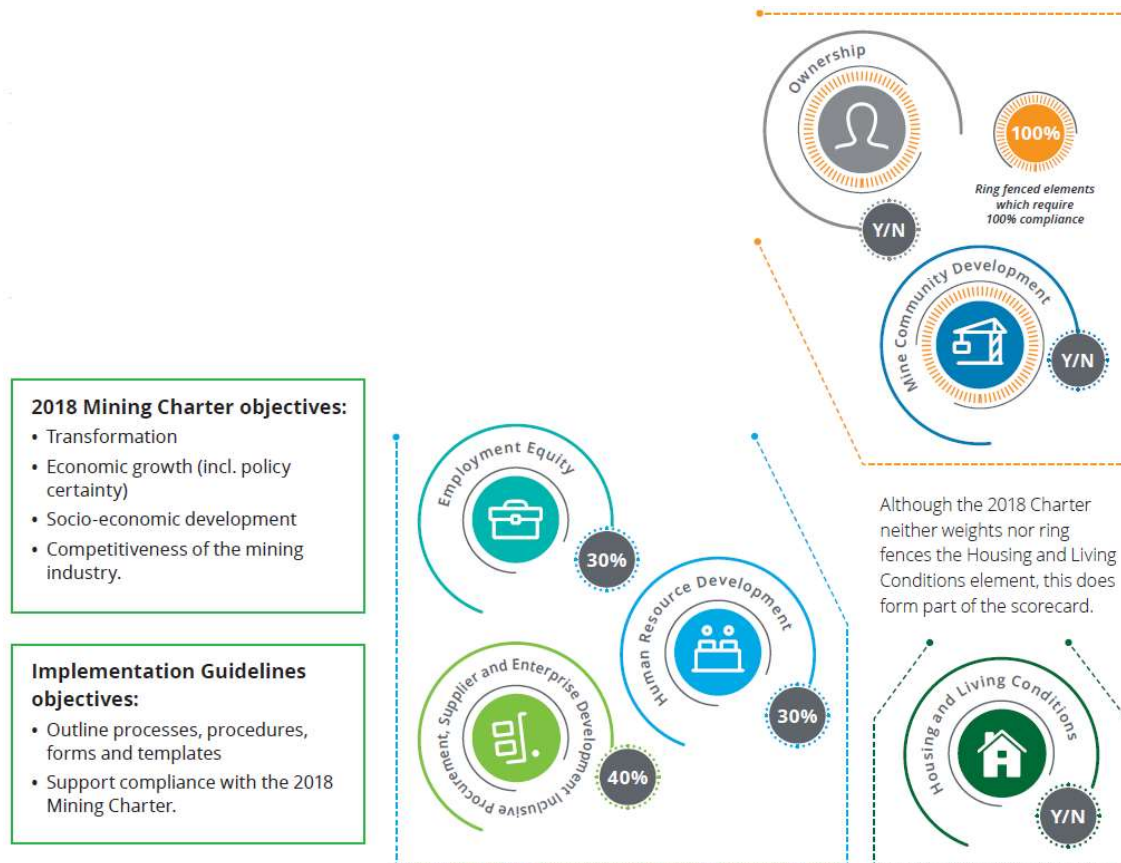 Ownership
100%
Ring fenced elements
which require
100% compliance
Y/N
Mine Community Development
Y/N
2018 Mining Charter objectives:
• Transformation
• Economic growth (incl. policy
certainty)
• Socio-economic development
• Competitiveness of the mining
industry.
Implementation Guidelines
objectives:
• Outline processes, procedures,
forms and templates
• Support compliance with the 2018
Mining Charter.
Employment Equity
30%
Human Resource Development
30%
Inclusive Procurement, Supplier and Enterprise Development
40%
Although the 2018 Charter
neither weights nor ring
fences the Housing and Living
Conditions element, this does
form part of the scorecard.
Housing and Living Conditions
Y/N